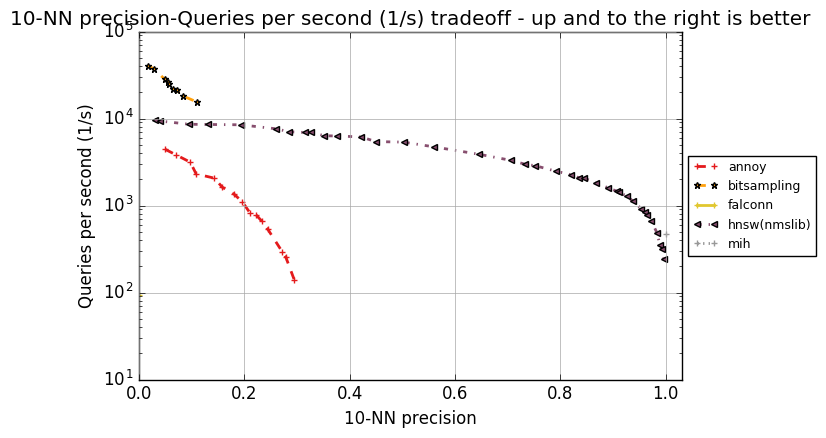 10-NN precision-Queries per second (1/s) tradeoff - up and to the right is better
10^5
10^4
10^3
10^2
10^1
Queries per second (1/s)
0.0 0.2 0.4 0.6 0.8 1.0
10-NN precision
annoy
bitsampling
falconn
hnsw(nmslib)
mih